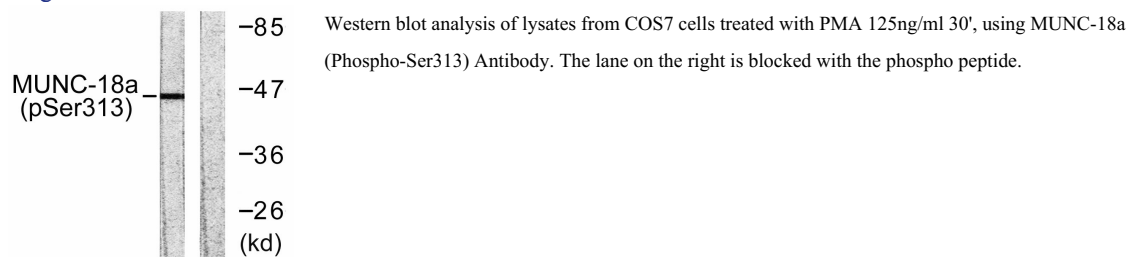 MUNC-18a
(pSer313)
–85
–47
–36
–26
(kd)
Western blot analysis of lysates from COS7 cells treated with PMA 125ng/ml 30', using MUNC-18a
(Phospho-Ser313) Antibody. The lane on the right is blocked with the phospho peptide.